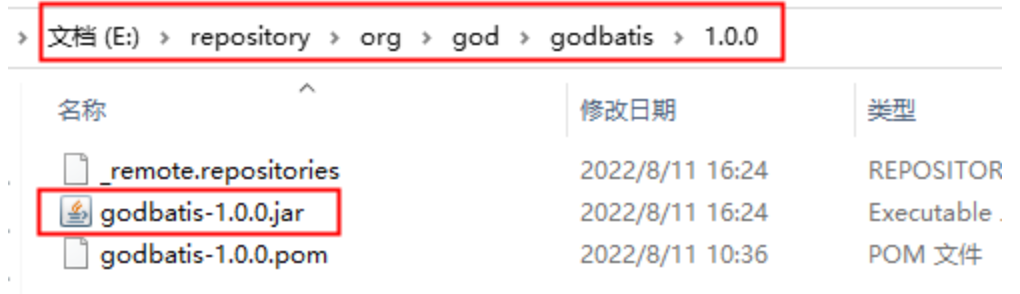 文档 (E:) > repository > org > god > godbatis > 1.0.0
名称 修改日期 类型
_remote.repositories 2022/8/11 16:24 REPOSITOR
godbatis-1.0.0.jar 2022/8/11 16:24 Executable .
godbatis-1.0.0.pom 2022/8/11 10:36 POM 文件